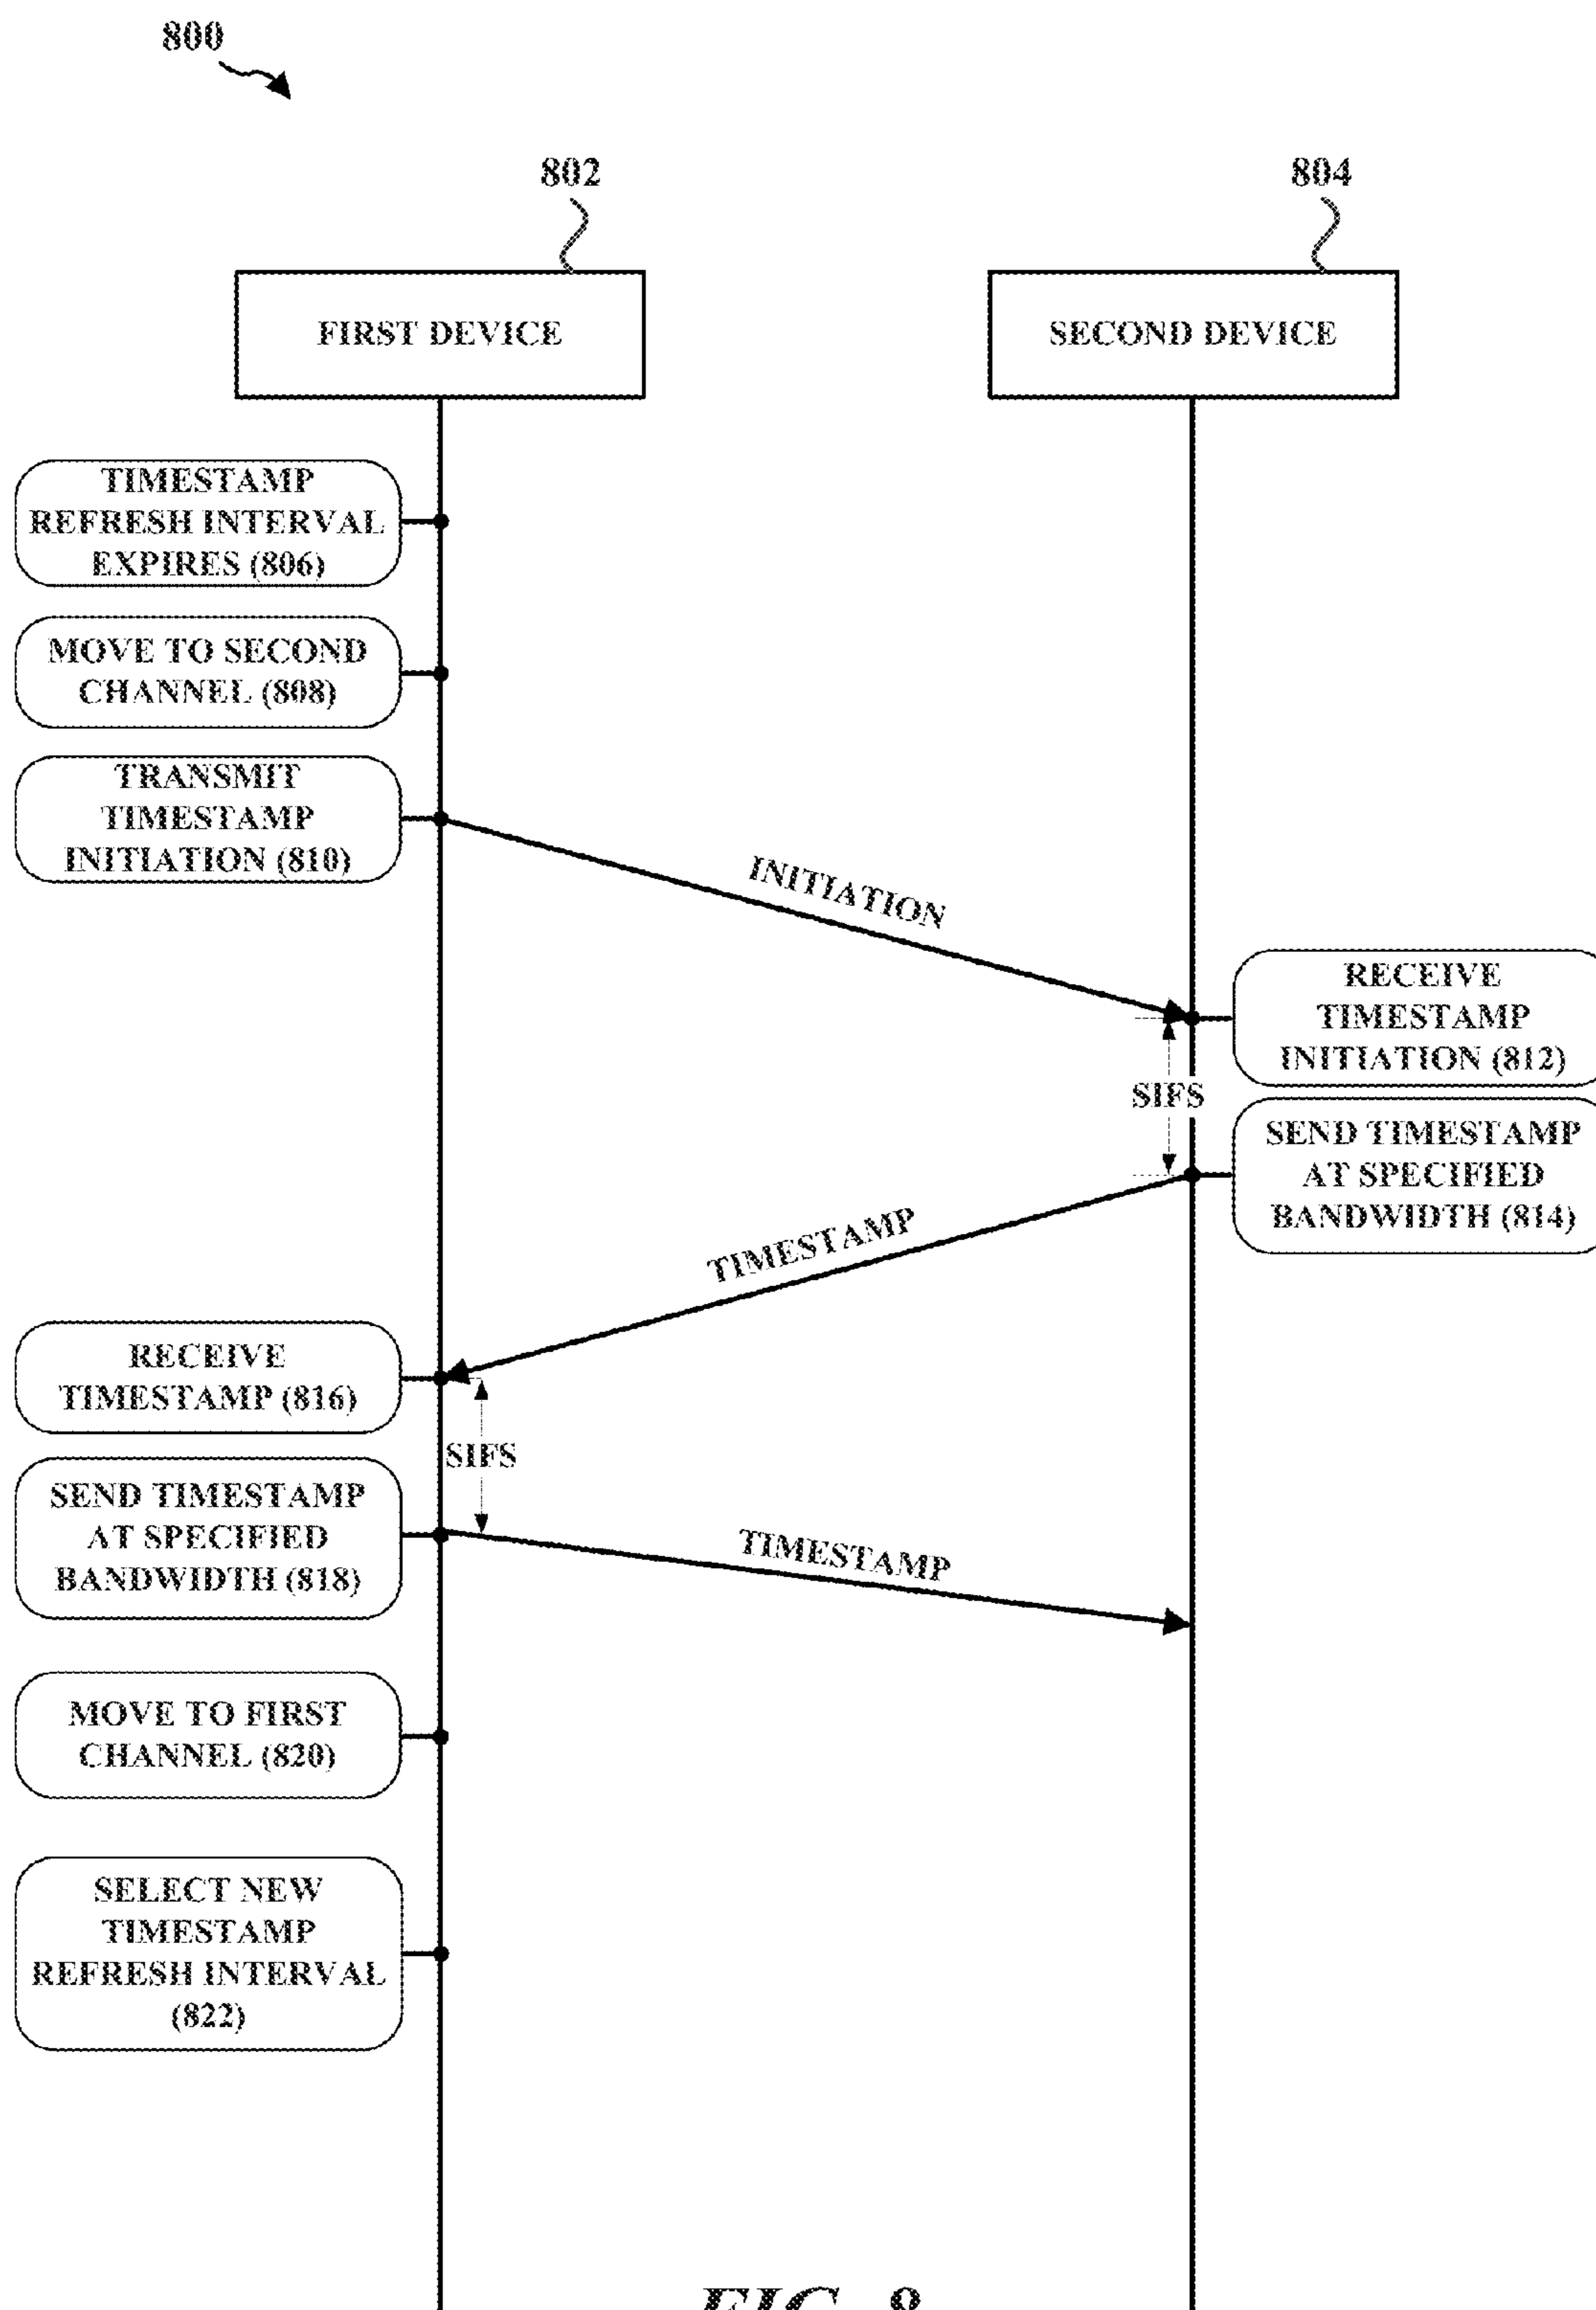 800
802
804
FIRST DEVICE
SECOND DEVICE
TIMESTAMP
REFRESH INTERVAL
EXPIRES (806)
MOVE TO SECOND
CHANNEL (808)
TRANSMIT
TIMESTAMP
INITIATION (810)
INITIATION
RECEIVE
TIMESTAMP
INITIATION (812)
SIFS
SEND TIMESTAMP
AT SPECIFIED
BANDWIDTH (814)
TIMESTAMP
RECEIVE
TIMESTAMP (816)
SIFS
SEND TIMESTAMP
AT SPECIFIED
BANDWIDTH (818)
TIMESTAMP
MOVE TO FIRST
CHANNEL (820)
SELECT NEW
TIMESTAMP
REFRESH INTERVAL
(822)
FIG. 8